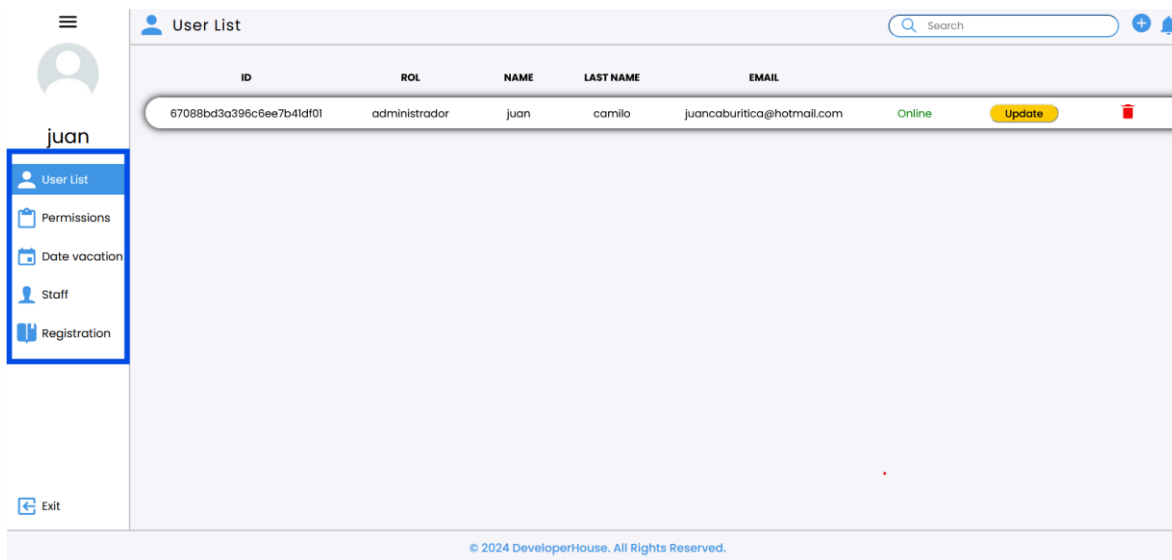 User List
Search
juan
User List
Permissions
Date vacation
Staff
Registration
Exit
ID ROL NAME LAST NAME EMAIL
67088bd3a396c6ee7b41df01 administrador juan camilo juancaburitica@hotmail.com Online Update
© 2024 DeveloperHouse. All Rights Reserved.